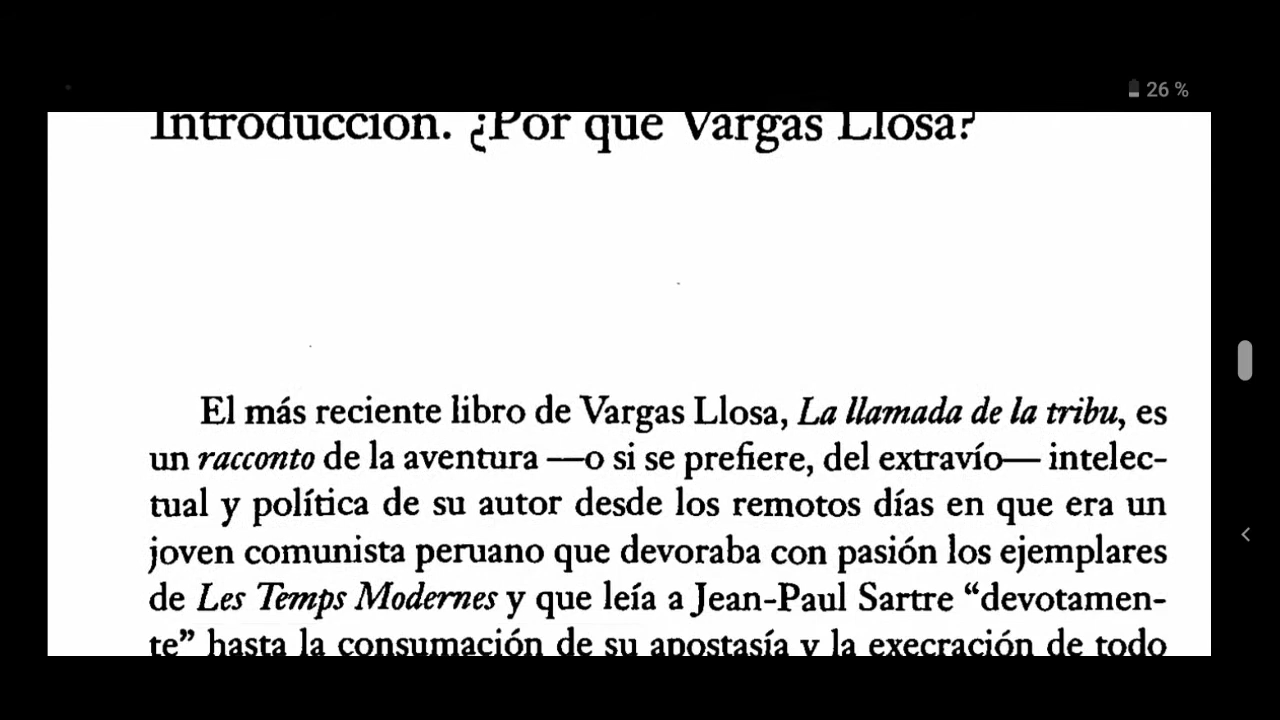 26 %
Introducción. ¿Por qué Vargas Llosa?
El más reciente libro de Vargas Llosa, La llamada de la tribu, es
un racconto de la aventura —o si se prefiere, del extravío— intelec-
tual y política de su autor desde los remotos días en que era un
joven comunista peruano que devoraba con pasión los ejemplares
de Les Temps Modernes y que leía a Jean-Paul Sartre “devotamen-
te” hasta la consumación de su apostasía y la execración de todo